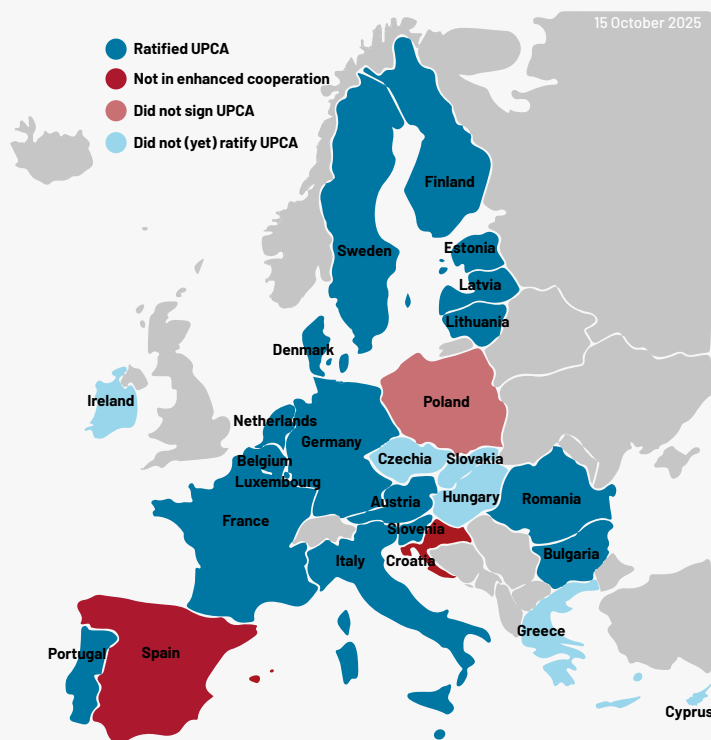 15 October 2025
Ratified UPCA
Not in enhanced cooperation
Did not sign UPCA
Did not (yet) ratify UPCA
Finland
Sweden
Estonia
Latvia
Lithuania
Denmark
Ireland
Poland
Netherlands
Germany
Belgium
Czechia
Slovakia
Luxembourg
Hungary
Austria
Romania
France
Slovenia
Bulgaria
Italy
Croatia
Greece
Portugal
Spain
Cyprus